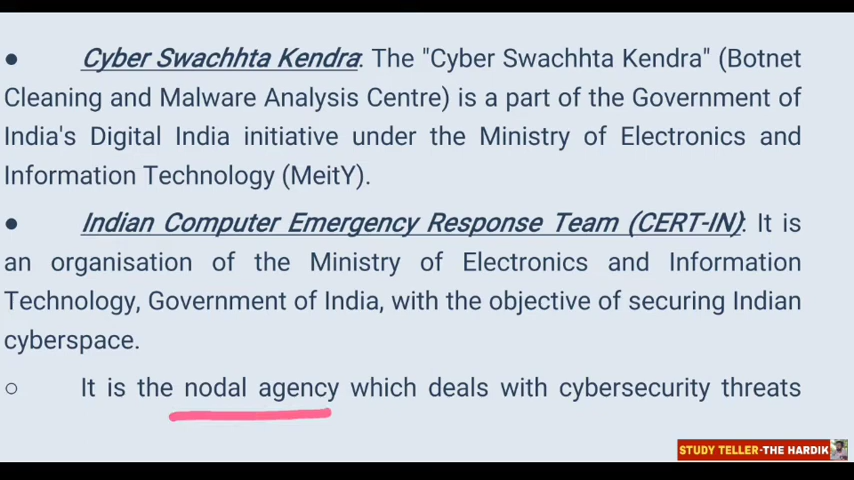 ● Cyber Swachhta Kendra: The "Cyber Swachhta Kendra" (Botnet
Cleaning and Malware Analysis Centre) is a part of the Government of
India's Digital India initiative under the Ministry of Electronics and
Information Technology (MeitY).
● Indian Computer Emergency Response Team (CERT-IN): It is
an organisation of the Ministry of Electronics and Information
Technology, Government of India, with the objective of securing Indian
cyberspace.
○ It is the nodal agency which deals with cybersecurity threats
STUDY TELLER-THE HARDIK